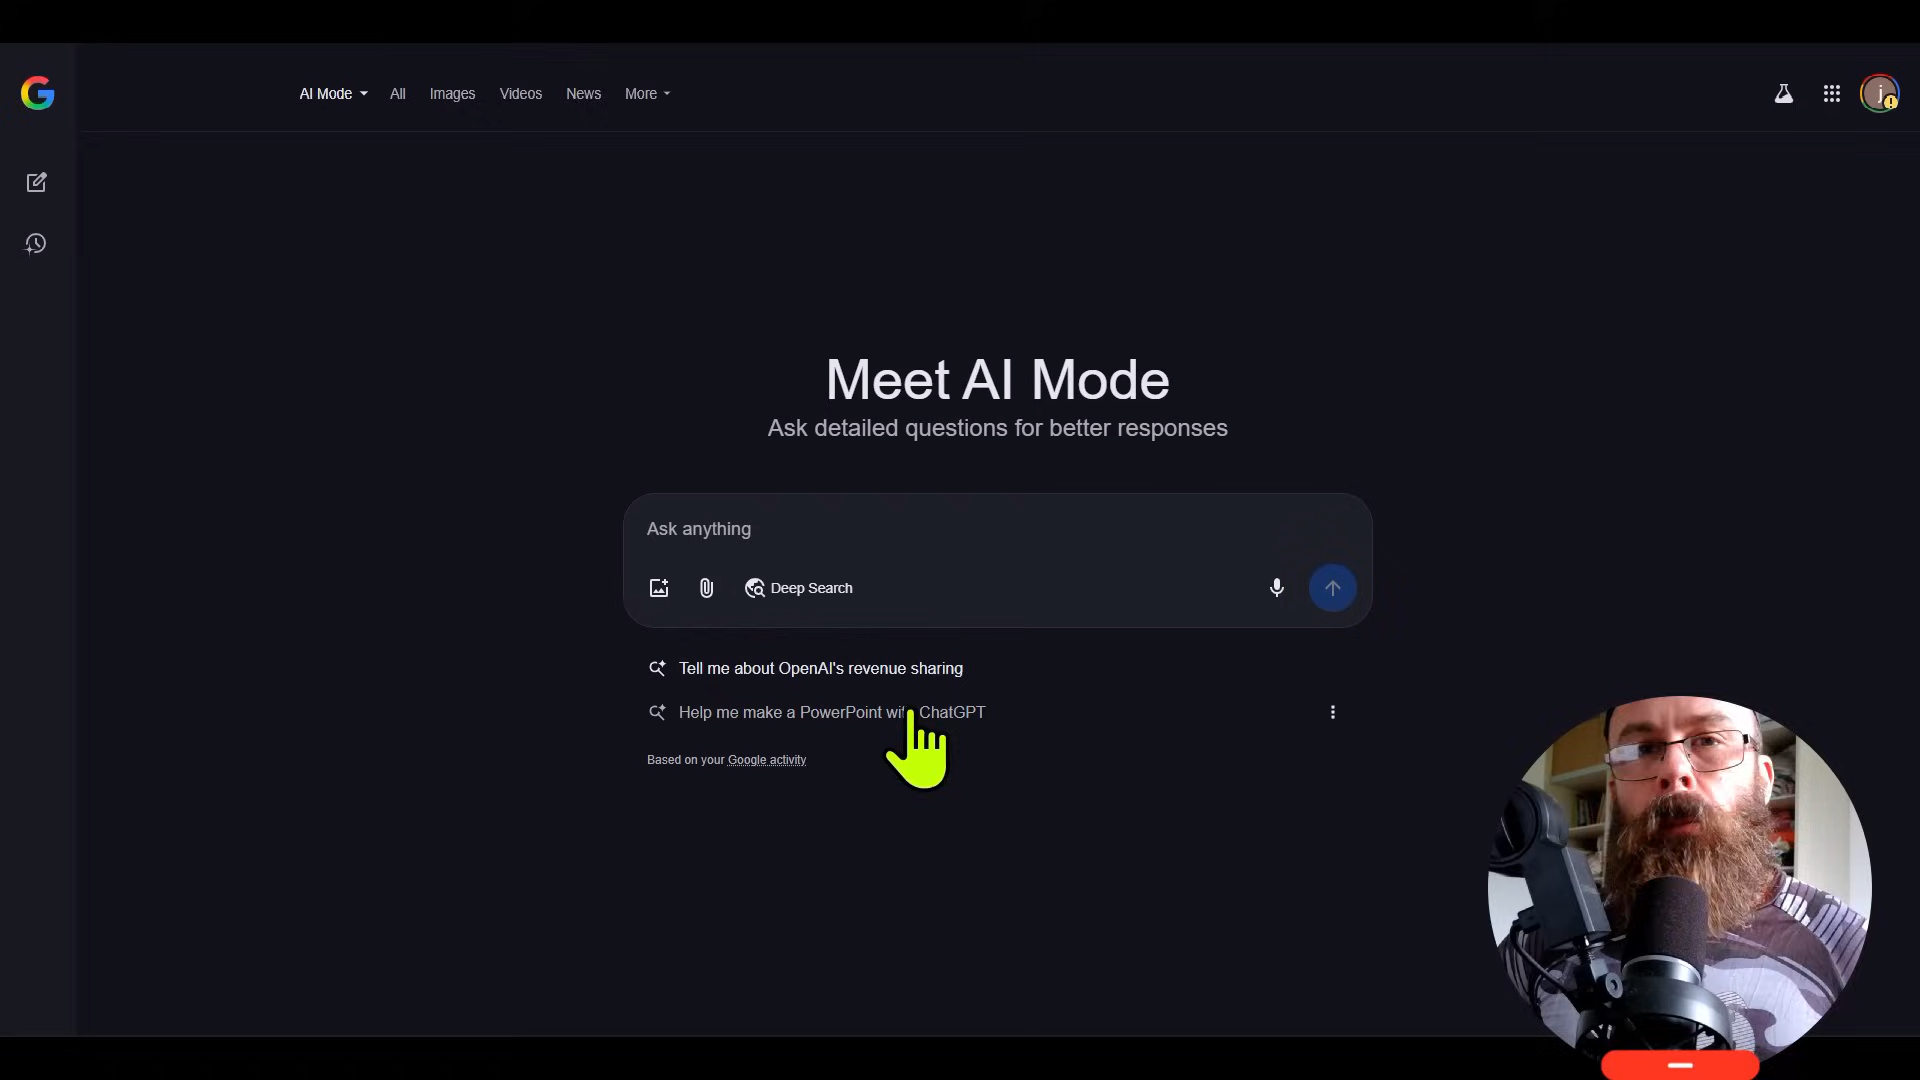 AI Mode All Images Videos News More
j
Meet AI Mode
Ask detailed questions for better responses
Ask anything
Deep Search
Tell me about OpenAI's revenue sharing
Help me make a PowerPoint with ChatGPT
Based on your Google activity